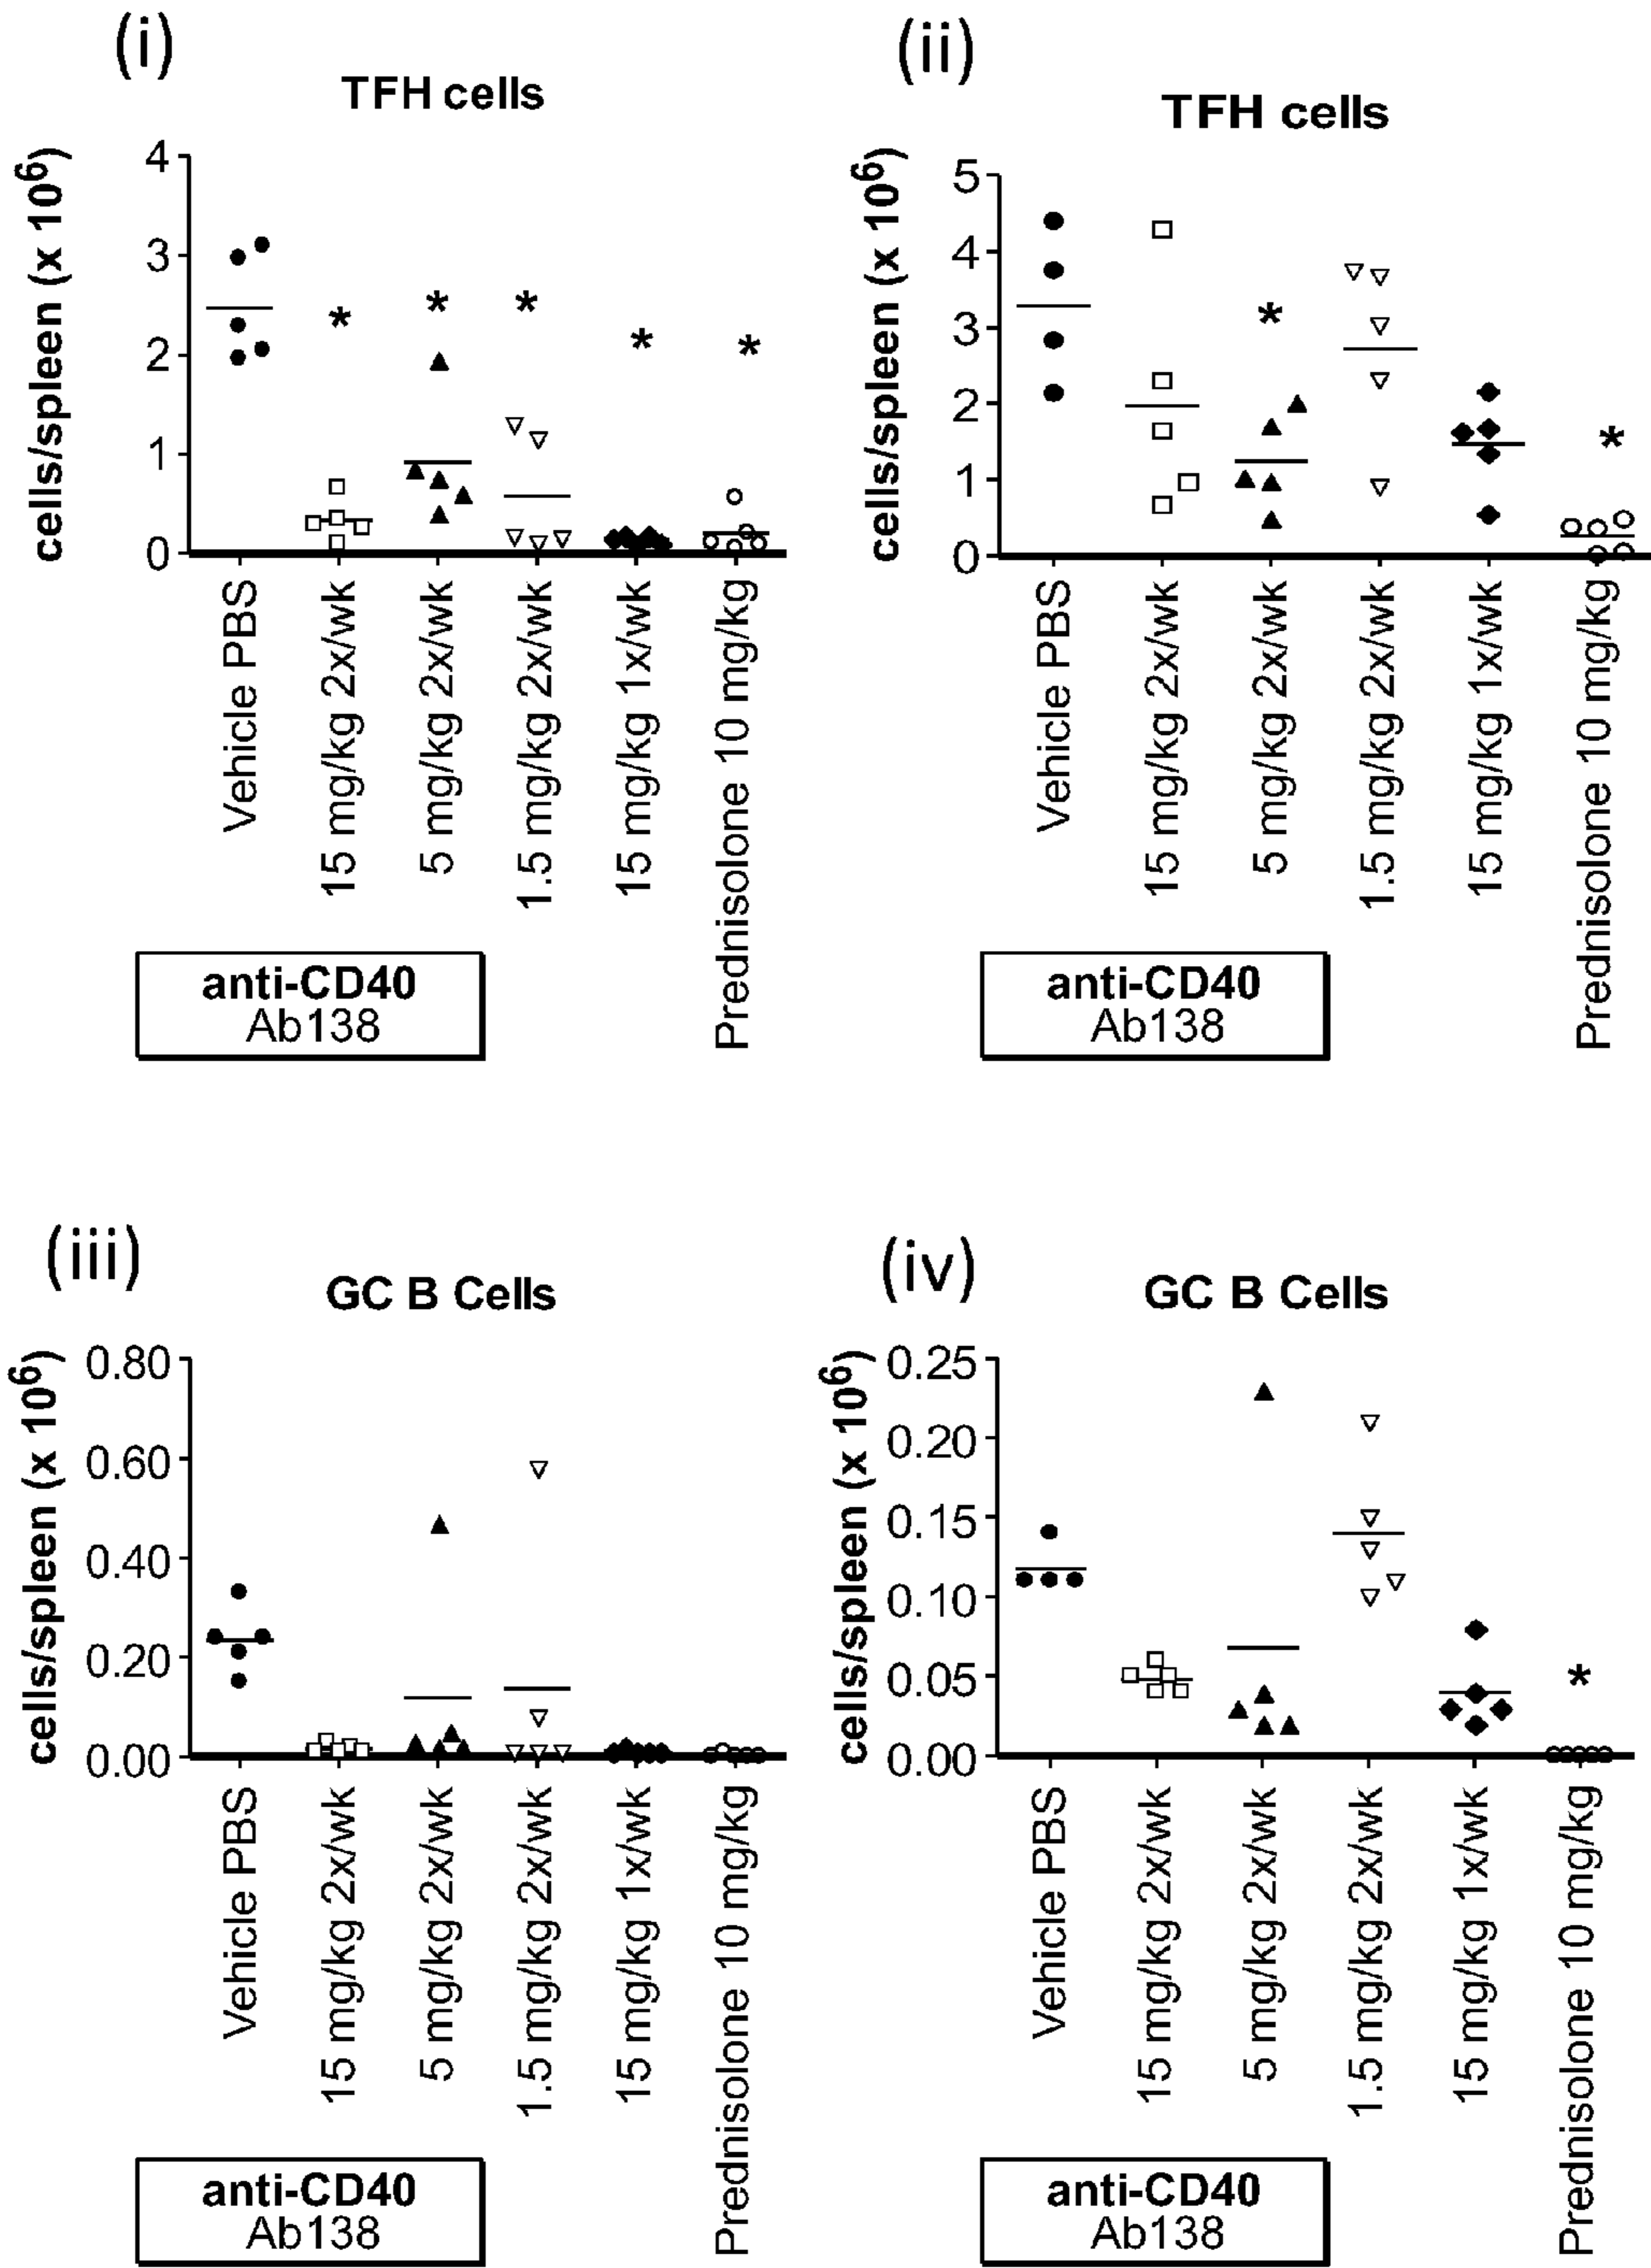 (i)
TFH cells
cells/spleen (x 10⁶)
4
3
2
1
0
*
*
*
*
*
Vehicle PBS
15 mg/kg 2x/wk
5 mg/kg 2x/wk
1.5 mg/kg 2x/wk
15 mg/kg 1x/wk
Prednisolone 10 mg/kg
anti-CD40
Ab138
(ii)
TFH cells
cells/spleen (x 10⁶)
5
4
3
2
1
0
*
*
Vehicle PBS
15 mg/kg 2x/wk
5 mg/kg 2x/wk
1.5 mg/kg 2x/wk
15 mg/kg 1x/wk
Prednisolone 10 mg/kg
anti-CD40
Ab138
(iii)
GC B Cells
cells/spleen (x 10⁶)
0.80
0.60
0.40
0.20
0.00
Vehicle PBS
15 mg/kg 2x/wk
5 mg/kg 2x/wk
1.5 mg/kg 2x/wk
15 mg/kg 1x/wk
Prednisolone 10 mg/kg
anti-CD40
Ab138
(iv)
GC B Cells
cells/spleen (x 10⁶)
0.25
0.20
0.15
0.10
0.05
0.00
*
Vehicle PBS
15 mg/kg 2x/wk
5 mg/kg 2x/wk
1.5 mg/kg 2x/wk
15 mg/kg 1x/wk
Prednisolone 10 mg/kg
anti-CD40
Ab138